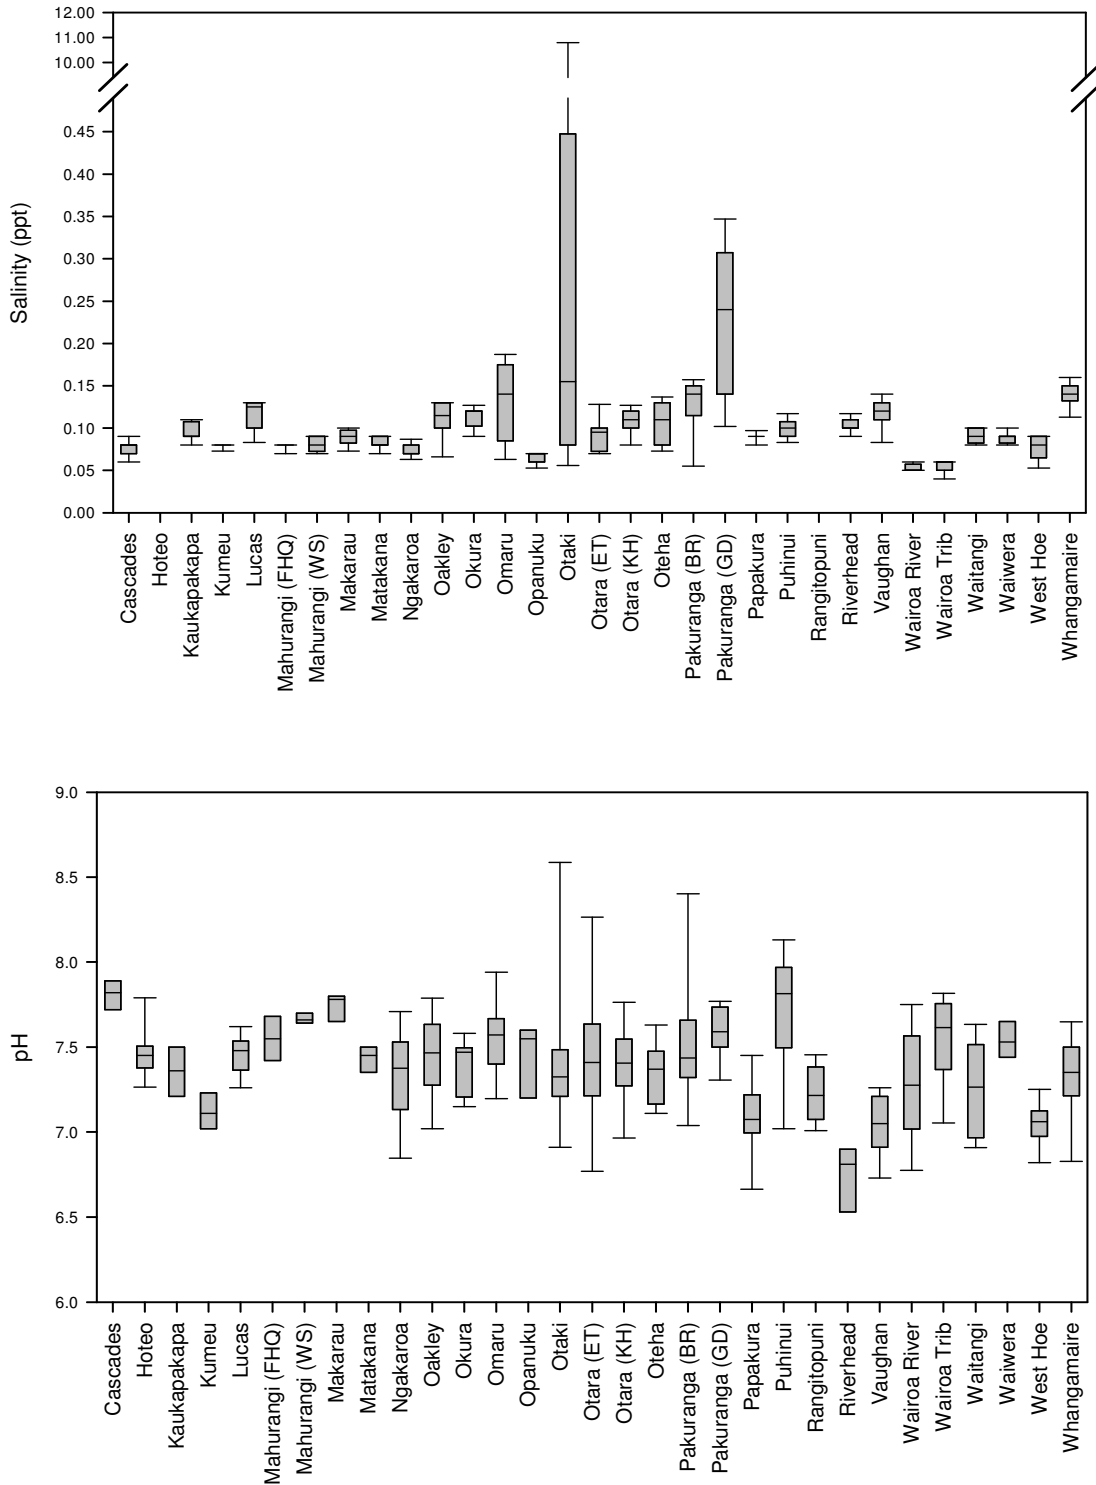 12.00
11.00
10.00
0.45
0.40
0.35
0.30
0.25
0.20
0.15
0.10
0.05
0.00
Salinity (ppt)
Cascades
Hoteo
Kaukapakapa
Kumeu
Lucas
Mahurangi (FHQ)
Mahurangi (WS)
Makarau
Matakana
Ngakaroa
Oakley
Okura
Omaru
Opanuku
Otaki
Otara (ET)
Otara (KH)
Oteha
Pakuranga (BR)
Pakuranga (GD)
Papakura
Puhinui
Rangitopuni
Riverhead
Vaughan
Wairoa River
Wairoa Trib
Waitangi
Waiwera
West Hoe
Whangamaire
9.0
8.5
8.0
7.5
7.0
6.5
6.0
pH
Cascades
Hoteo
Kaukapakapa
Kumeu
Lucas
Mahurangi (FHQ)
Mahurangi (WS)
Makarau
Matakana
Ngakaroa
Oakley
Okura
Omaru
Opanuku
Otaki
Otara (ET)
Otara (KH)
Oteha
Pakuranga (BR)
Pakuranga (GD)
Papakura
Puhinui
Rangitopuni
Riverhead
Vaughan
Wairoa River
Wairoa Trib
Waitangi
Waiwera
West Hoe
Whangamaire